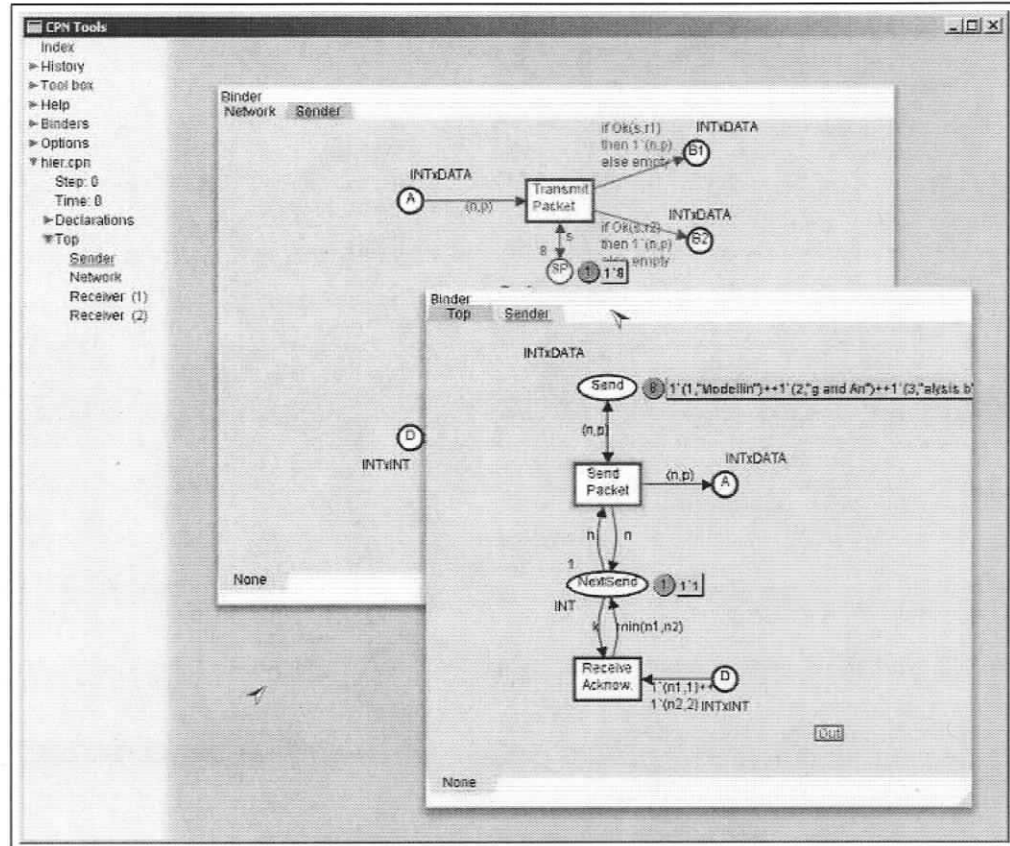 CPN Tools
Index
History
Tool box
Help
Binders
Options
hier.cpn
Step: 0
Time: 0
Declarations
Top
Sender
Network
Receiver (1)
Receiver (2)
Binder
Network Sender
INTxDATA
A
(n,p)
Transmit
Packet
if Ok(s,r1)
then 1`(n,p)
else empty
INTxDATA
B1
if Ok(s,r2)
then 1`(n,p)
else empty
INTxDATA
B2
s
8
SP
1
1`8
D
INTxINT
None
Binder
Top Sender
INTxDATA
Send
1`(1,"Modellin")++1`(2,"g and An")++1`(3,"alysis b"
(n,p)
Send
Packet
(n,p)
INTxDATA
A
n
n
1
NextSend
1
1`1
INT
k
min(n1,n2)
Receive
Acknow.
D
1`(n1,1)++
1`(n2,2)
INTxINT
Out
None